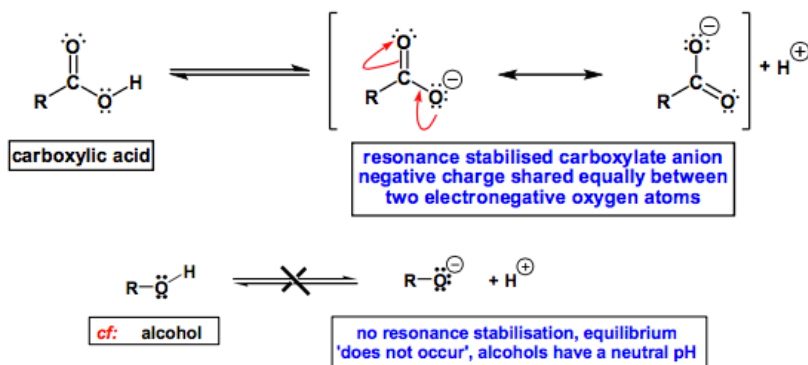 O
R C O H
O
R C O ⊖
O ⊖
R C O
+ H ⊕
carboxylic acid
resonance stabilised carboxylate anion
negative charge shared equally between
two electronegative oxygen atoms
R–O H
R–O ⊖ + H ⊕
cf: alcohol
no resonance stabilisation, equilibrium
'does not occur', alcohols have a neutral pH